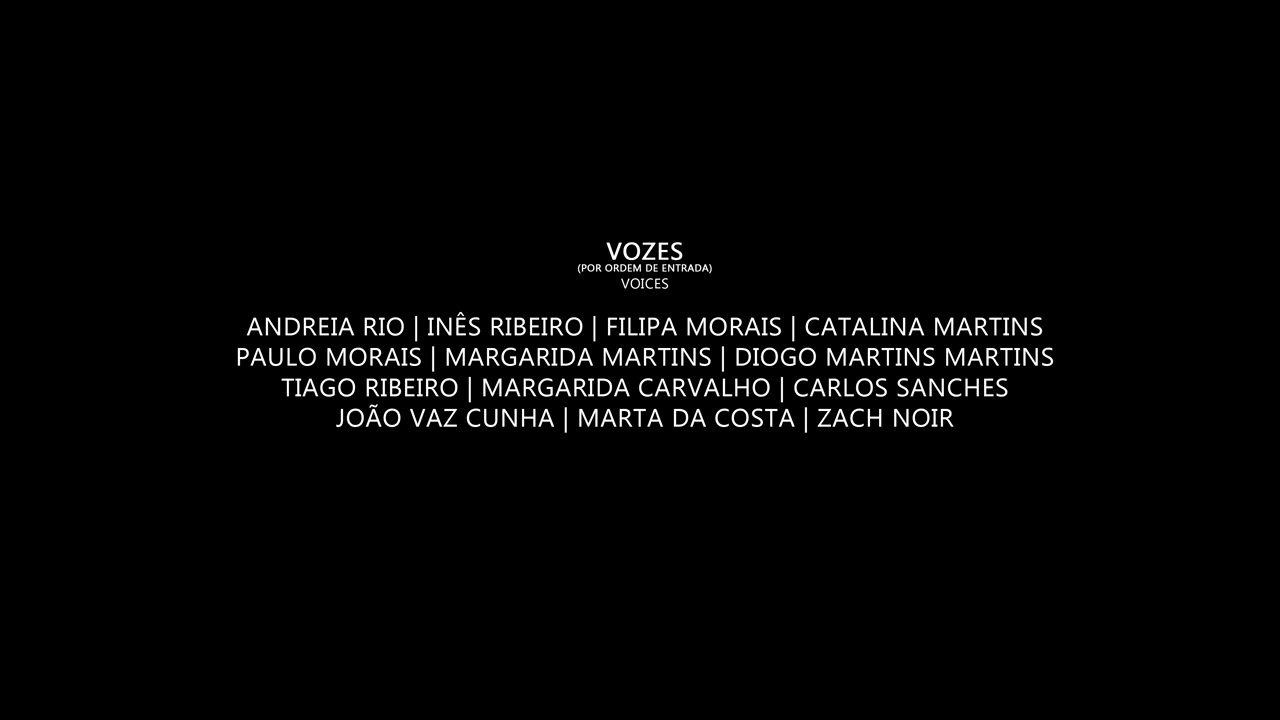 VOZES
(POR ORDEM DE ENTRADA)
VOICES
ANDREIA RIO | INÊS RIBEIRO | FILIPA MORAIS | CATALINA MARTINS
PAULO MORAIS | MARGARIDA MARTINS | DIOGO MARTINS MARTINS
TIAGO RIBEIRO | MARGARIDA CARVALHO | CARLOS SANCHES
JOÃO VAZ CUNHA | MARTA DA COSTA | ZACH NOIR